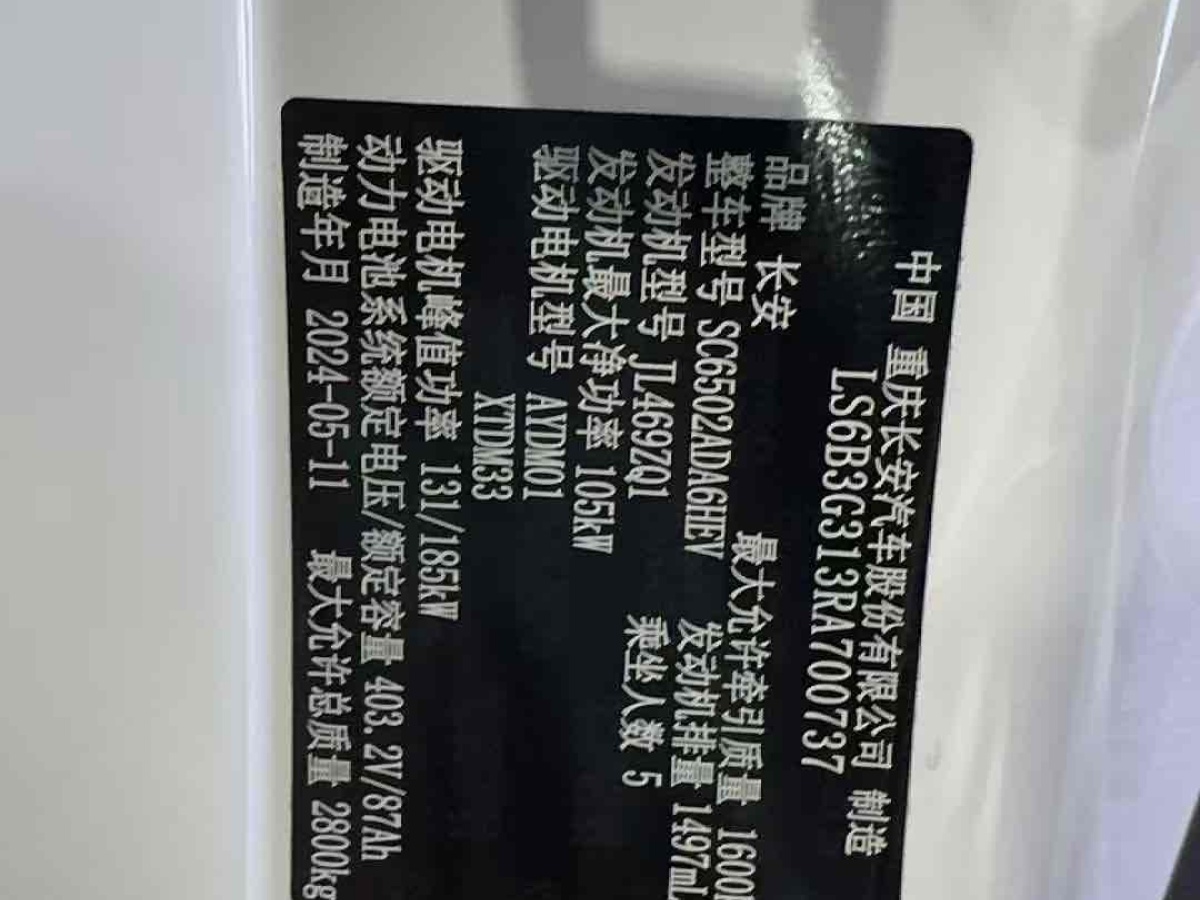 中国 重庆长安汽车股份有限公司 制造
LS6B3G313RA700737
品牌 长安 最大允许牵引质量 1600
整车型号 SC6502ADA6HEV 发动机排量 1497mL
发动机型号 JL469ZQ1 乘坐人数 5
发动机最大净功率 105kW
驱动电机型号 AYDM01
XTDM33
驱动电机峰值功率 131/185kW
动力电池系统额定电压/额定容量 403.2V/87Ah
制造年月 2024-05-11 最大允许总质量 2800kg